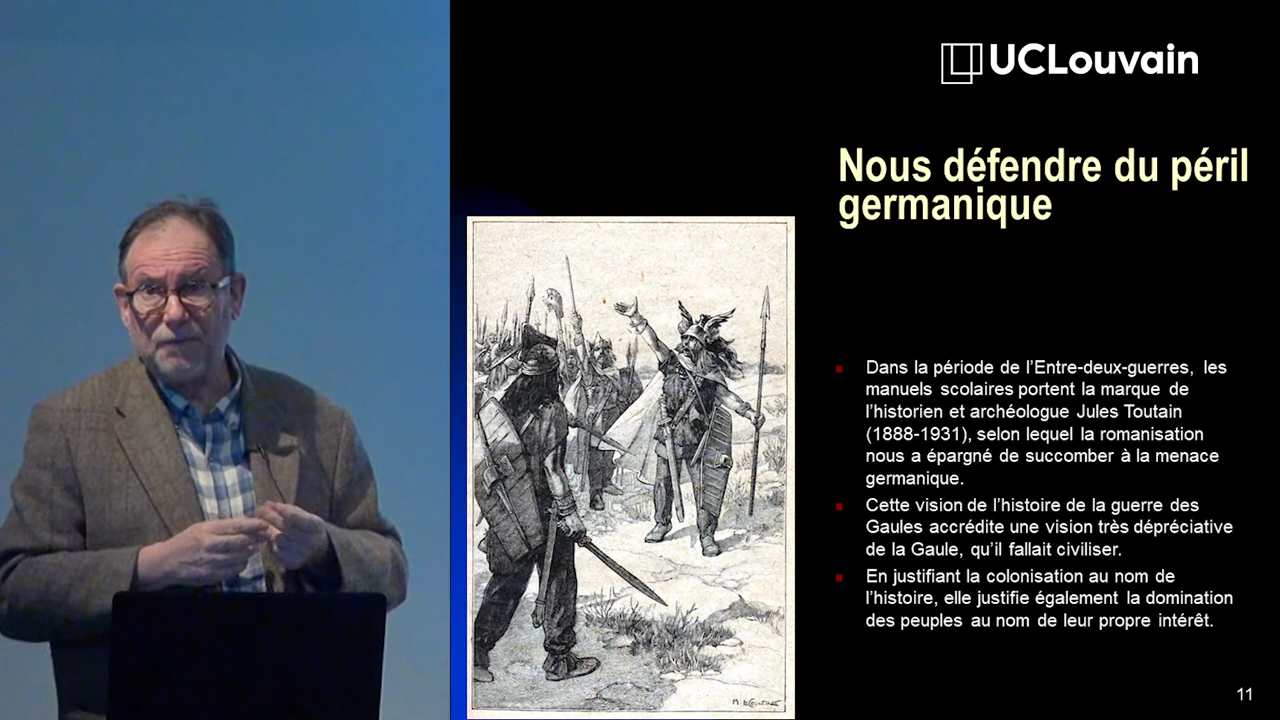 UCLouvain
Nous défendre du péril
germanique
Dans la période de l'Entre-deux-guerres, les
manuels scolaires portent la marque de
l'historien et archéologue Jules Toutain
(1888-1931), selon lequel la romanisation
nous a épargné de succomber à la menace
germanique.
Cette vision de l'histoire de la guerre des
Gaules accrédite une vision très dépréciative
de la Gaule, qu'il fallait civiliser.
En justifiant la colonisation au nom de
l'histoire, elle justifie également la domination
des peuples au nom de leur propre intérêt.
11